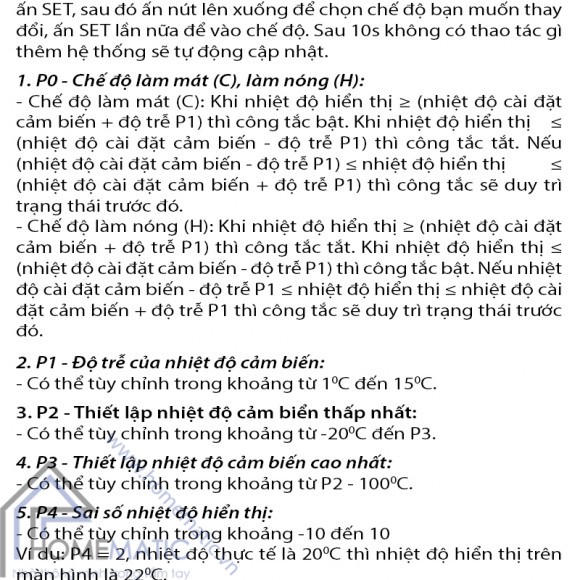 ấn SET, sau đó ấn nút lên xuống để chọn chế độ bạn muốn thay
đổi, ấn SET lần nữa để vào chế độ. Sau 10s không có thao tác gì
thêm hệ thống sẽ tự động cập nhật.
1. P0 - Chế độ làm mát (C), làm nóng (H):
- Chế độ làm mát (C): Khi nhiệt độ hiển thị ≥ (nhiệt độ cài đặt
cảm biến + độ trễ P1) thì công tắc bật. Khi nhiệt độ hiển thị ≤
(nhiệt độ cài đặt cảm biến - độ trễ P1) thì công tắc tắt. Nếu
(nhiệt độ cài đặt cảm biến - độ trễ P1) ≤ nhiệt độ hiển thị ≤
(nhiệt độ cài đặt cảm biến + độ trễ P1) thì công tắc sẽ duy trì
trạng thái trước đó.
- Chế độ làm nóng (H): Khi nhiệt độ hiển thị ≥ (nhiệt độ cài đặt
cảm biến + độ trễ P1) thì công tắc tắt. Khi nhiệt độ hiển thị ≤
(nhiệt độ cài đặt cảm biến - độ trễ P1) thì công tắc bật. Nếu nhiệt
độ cài đặt cảm biến - độ trễ P1 ≤ nhiệt độ hiển thị ≤ nhiệt độ cài
đặt cảm biến + độ trễ P1 thì công tắc sẽ duy trì trạng thái trước
đó.
2. P1 - Độ trễ của nhiệt độ cảm biến:
- Có thể tùy chỉnh trong khoảng từ 1⁰C đến 15⁰C.
3. P2 - Thiết lập nhiệt độ cảm biển thấp nhất:
- Có thể tùy chỉnh trong khoảng từ -20⁰C đến P3.
4. P3 - Thiết lập nhiệt độ cảm biến cao nhất:
- Có thể tùy chỉnh trong khoảng từ P2 - 100⁰C.
5. P4 - Sai số nhiệt độ hiển thị:
- Có thể tùy chỉnh trong khoảng -10 đến 10
Ví dụ: P4 = 2, nhiệt độ thực tế là 20⁰C thì nhiệt độ hiển thị trên
màn hình là 22⁰C.
HOMEMATIC